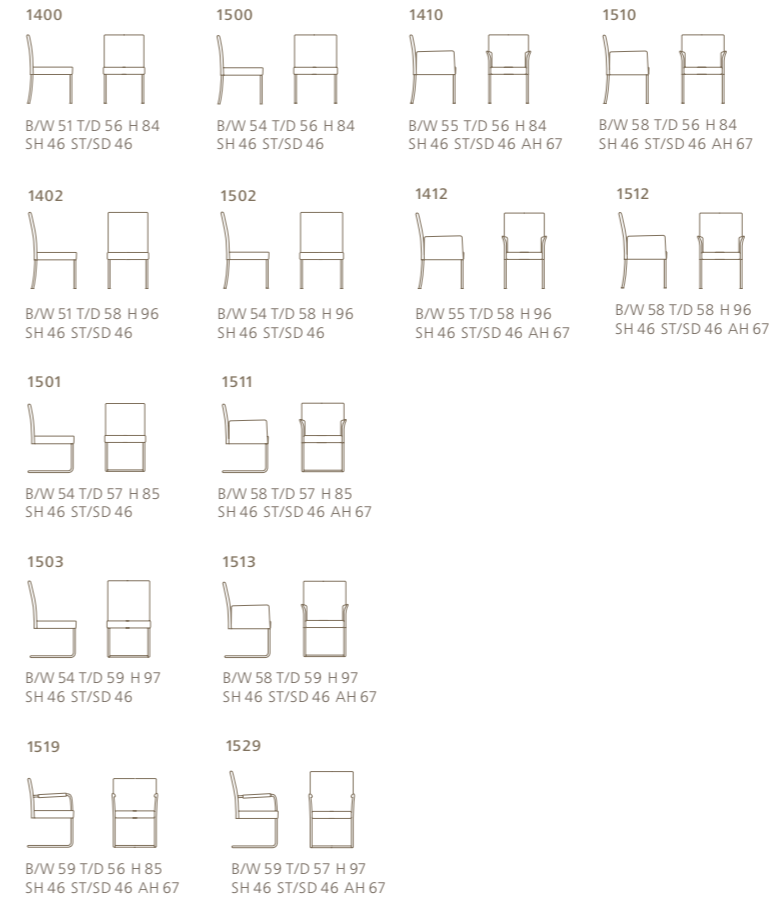 1400
B/W 51 T/D 56 H 84
SH 46 ST/SD 46
1500
B/W 54 T/D 56 H 84
SH 46 ST/SD 46
1410
B/W 55 T/D 56 H 84
SH 46 ST/SD 46 AH 67
1510
B/W 58 T/D 56 H 84
SH 46 ST/SD 46 AH 67
1402
B/W 51 T/D 58 H 96
SH 46 ST/SD 46
1502
B/W 54 T/D 58 H 96
SH 46 ST/SD 46
1412
B/W 55 T/D 58 H 96
SH 46 ST/SD 46 AH 67
1512
B/W 58 T/D 58 H 96
SH 46 ST/SD 46 AH 67
1501
B/W 54 T/D 57 H 85
SH 46 ST/SD 46
1511
B/W 58 T/D 57 H 85
SH 46 ST/SD 46 AH 67
1503
B/W 54 T/D 59 H 97
SH 46 ST/SD 46
1513
B/W 58 T/D 59 H 97
SH 46 ST/SD 46 AH 67
1519
B/W 59 T/D 56 H 85
SH 46 ST/SD 46 AH 67
1529
B/W 59 T/D 57 H 97
SH 46 ST/SD 46 AH 67